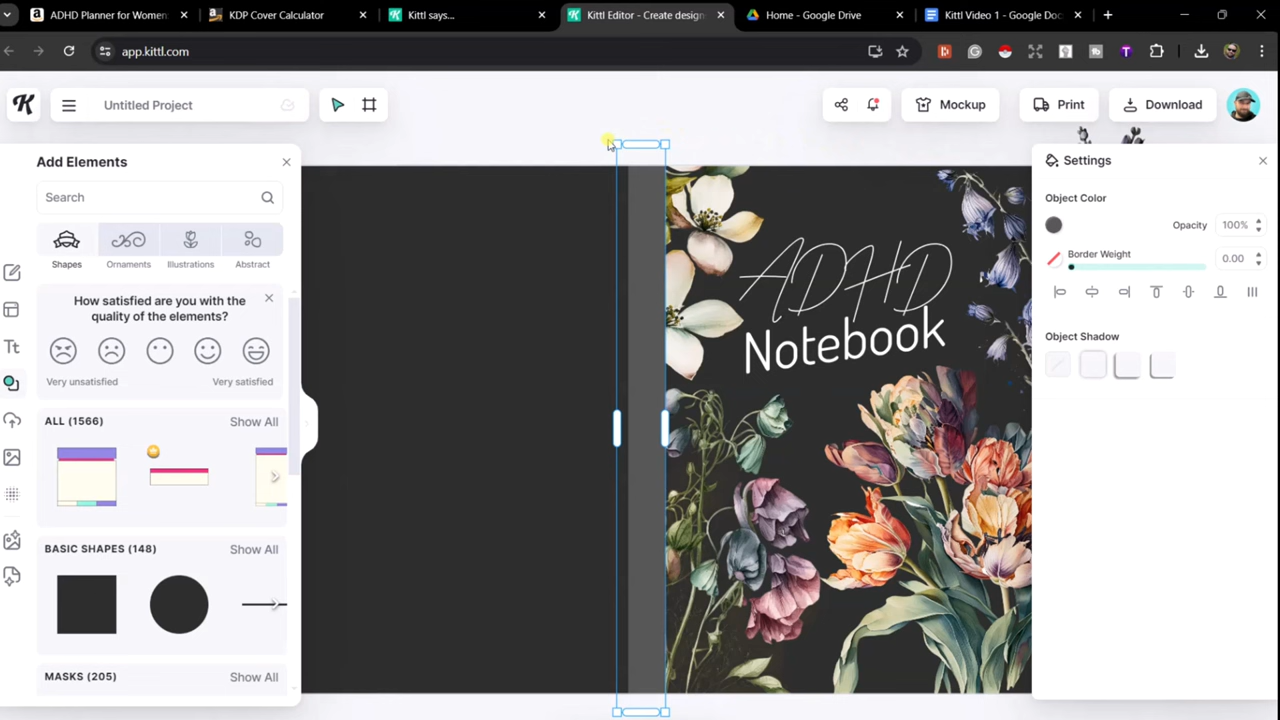 ADHD Planner for Women:
KDP Cover Calculator
Kittl says...
Kittl Editor - Create design
Home - Google Drive
Kittl Video 1 - Google Doc
app.kittl.com
Untitled Project
Mockup
Print
Download
Add Elements
Search
Shapes
Ornaments
Illustrations
Abstract
How satisfied are you with the
quality of the elements?
Very unsatisfied
Very satisfied
ALL (1566)
Show All
BASIC SHAPES (148)
Show All
MASKS (205)
Show All
ADHD
Notebook
Settings
Object Color
Opacity
100%
Border Weight
0.00
Object Shadow